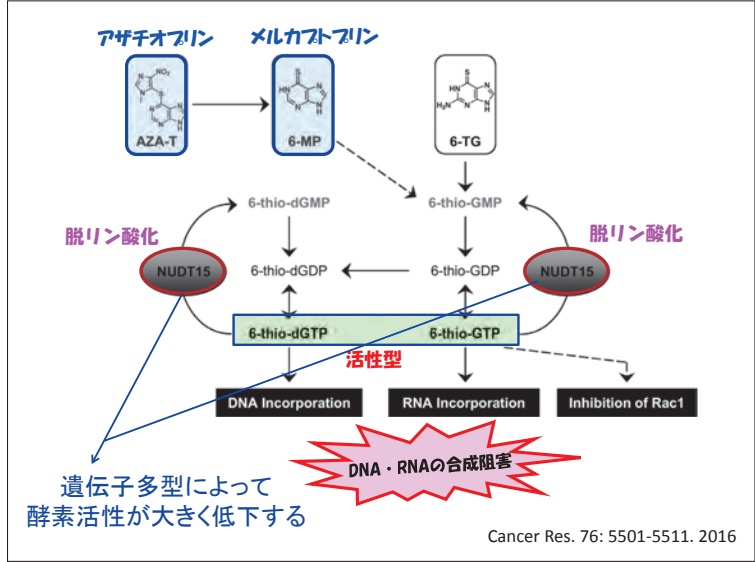 アザチオプリン
メルカプトプリン
NO₂
N
N
S
N
N
N
N
H
AZA-T
S
HN
N
N
N
H
6-MP
S
HN
N
H₂N
N
N
H
6-TG
6-thio-dGMP
6-thio-GMP
脱リン酸化
脱リン酸化
NUDT15
6-thio-dGDP
6-thio-GDP
NUDT15
6-thio-dGTP
6-thio-GTP
活性型
DNA Incorporation
RNA Incorporation
Inhibition of Rac1
DNA・RNAの合成阻害
遺伝子多型によって
酵素活性が大きく低下する
Cancer Res. 76: 5501-5511. 2016